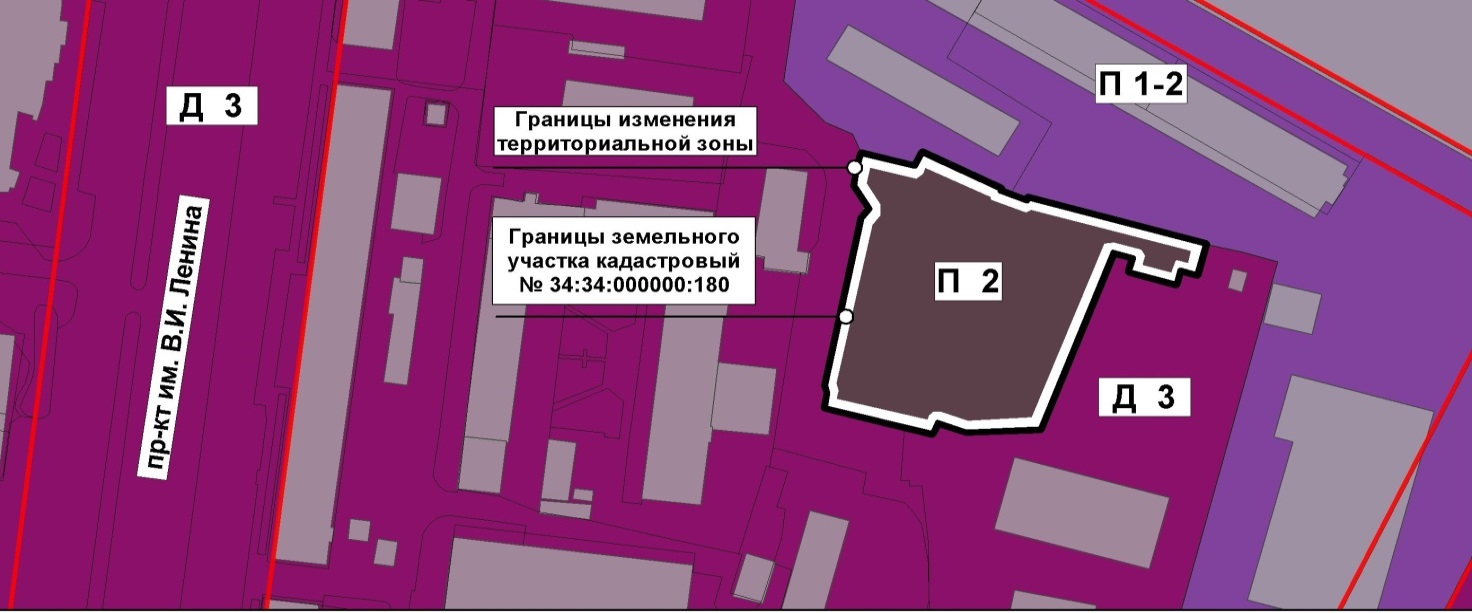 Д 3
П 1-2
Границы изменения
территориальной зоны
Границы земельного
участка кадастровый
№ 34:34:000000:180
П 2
Д 3
пр-кт им. В.И. Ленина